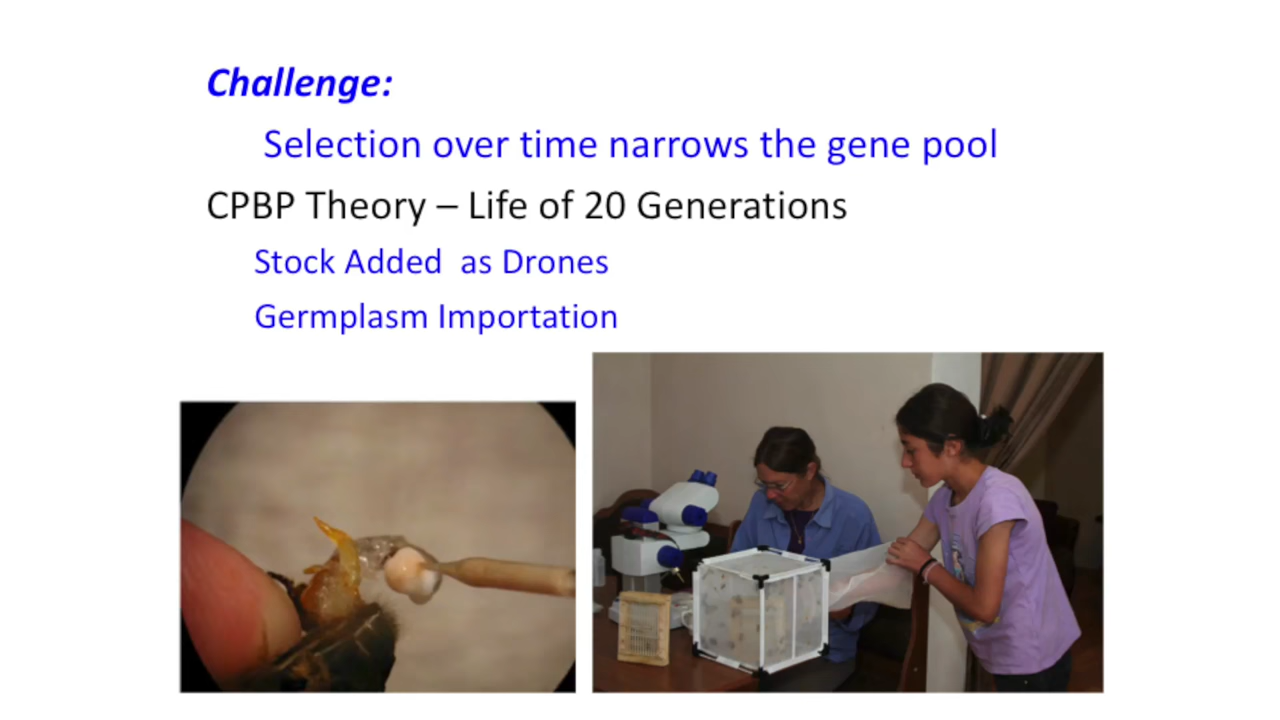 Challenge:
Selection over time narrows the gene pool
CPBP Theory – Life of 20 Generations
Stock Added as Drones
Germplasm Importation